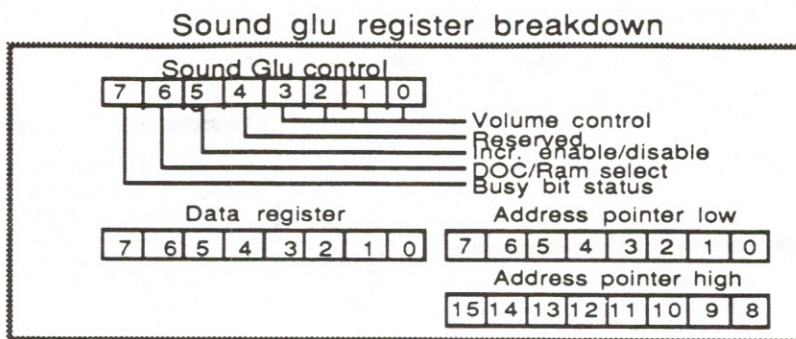 Sound glu register breakdown
Sound Glu control
7 6 5 4 3 2 1 0
Volume control
Reserved
Incr. enable/disable
DOC/Ram select
Busy bit status
Data register
7 6 5 4 3 2 1 0
Address pointer low
7 6 5 4 3 2 1 0
Address pointer high
15 14 13 12 11 10 9 8